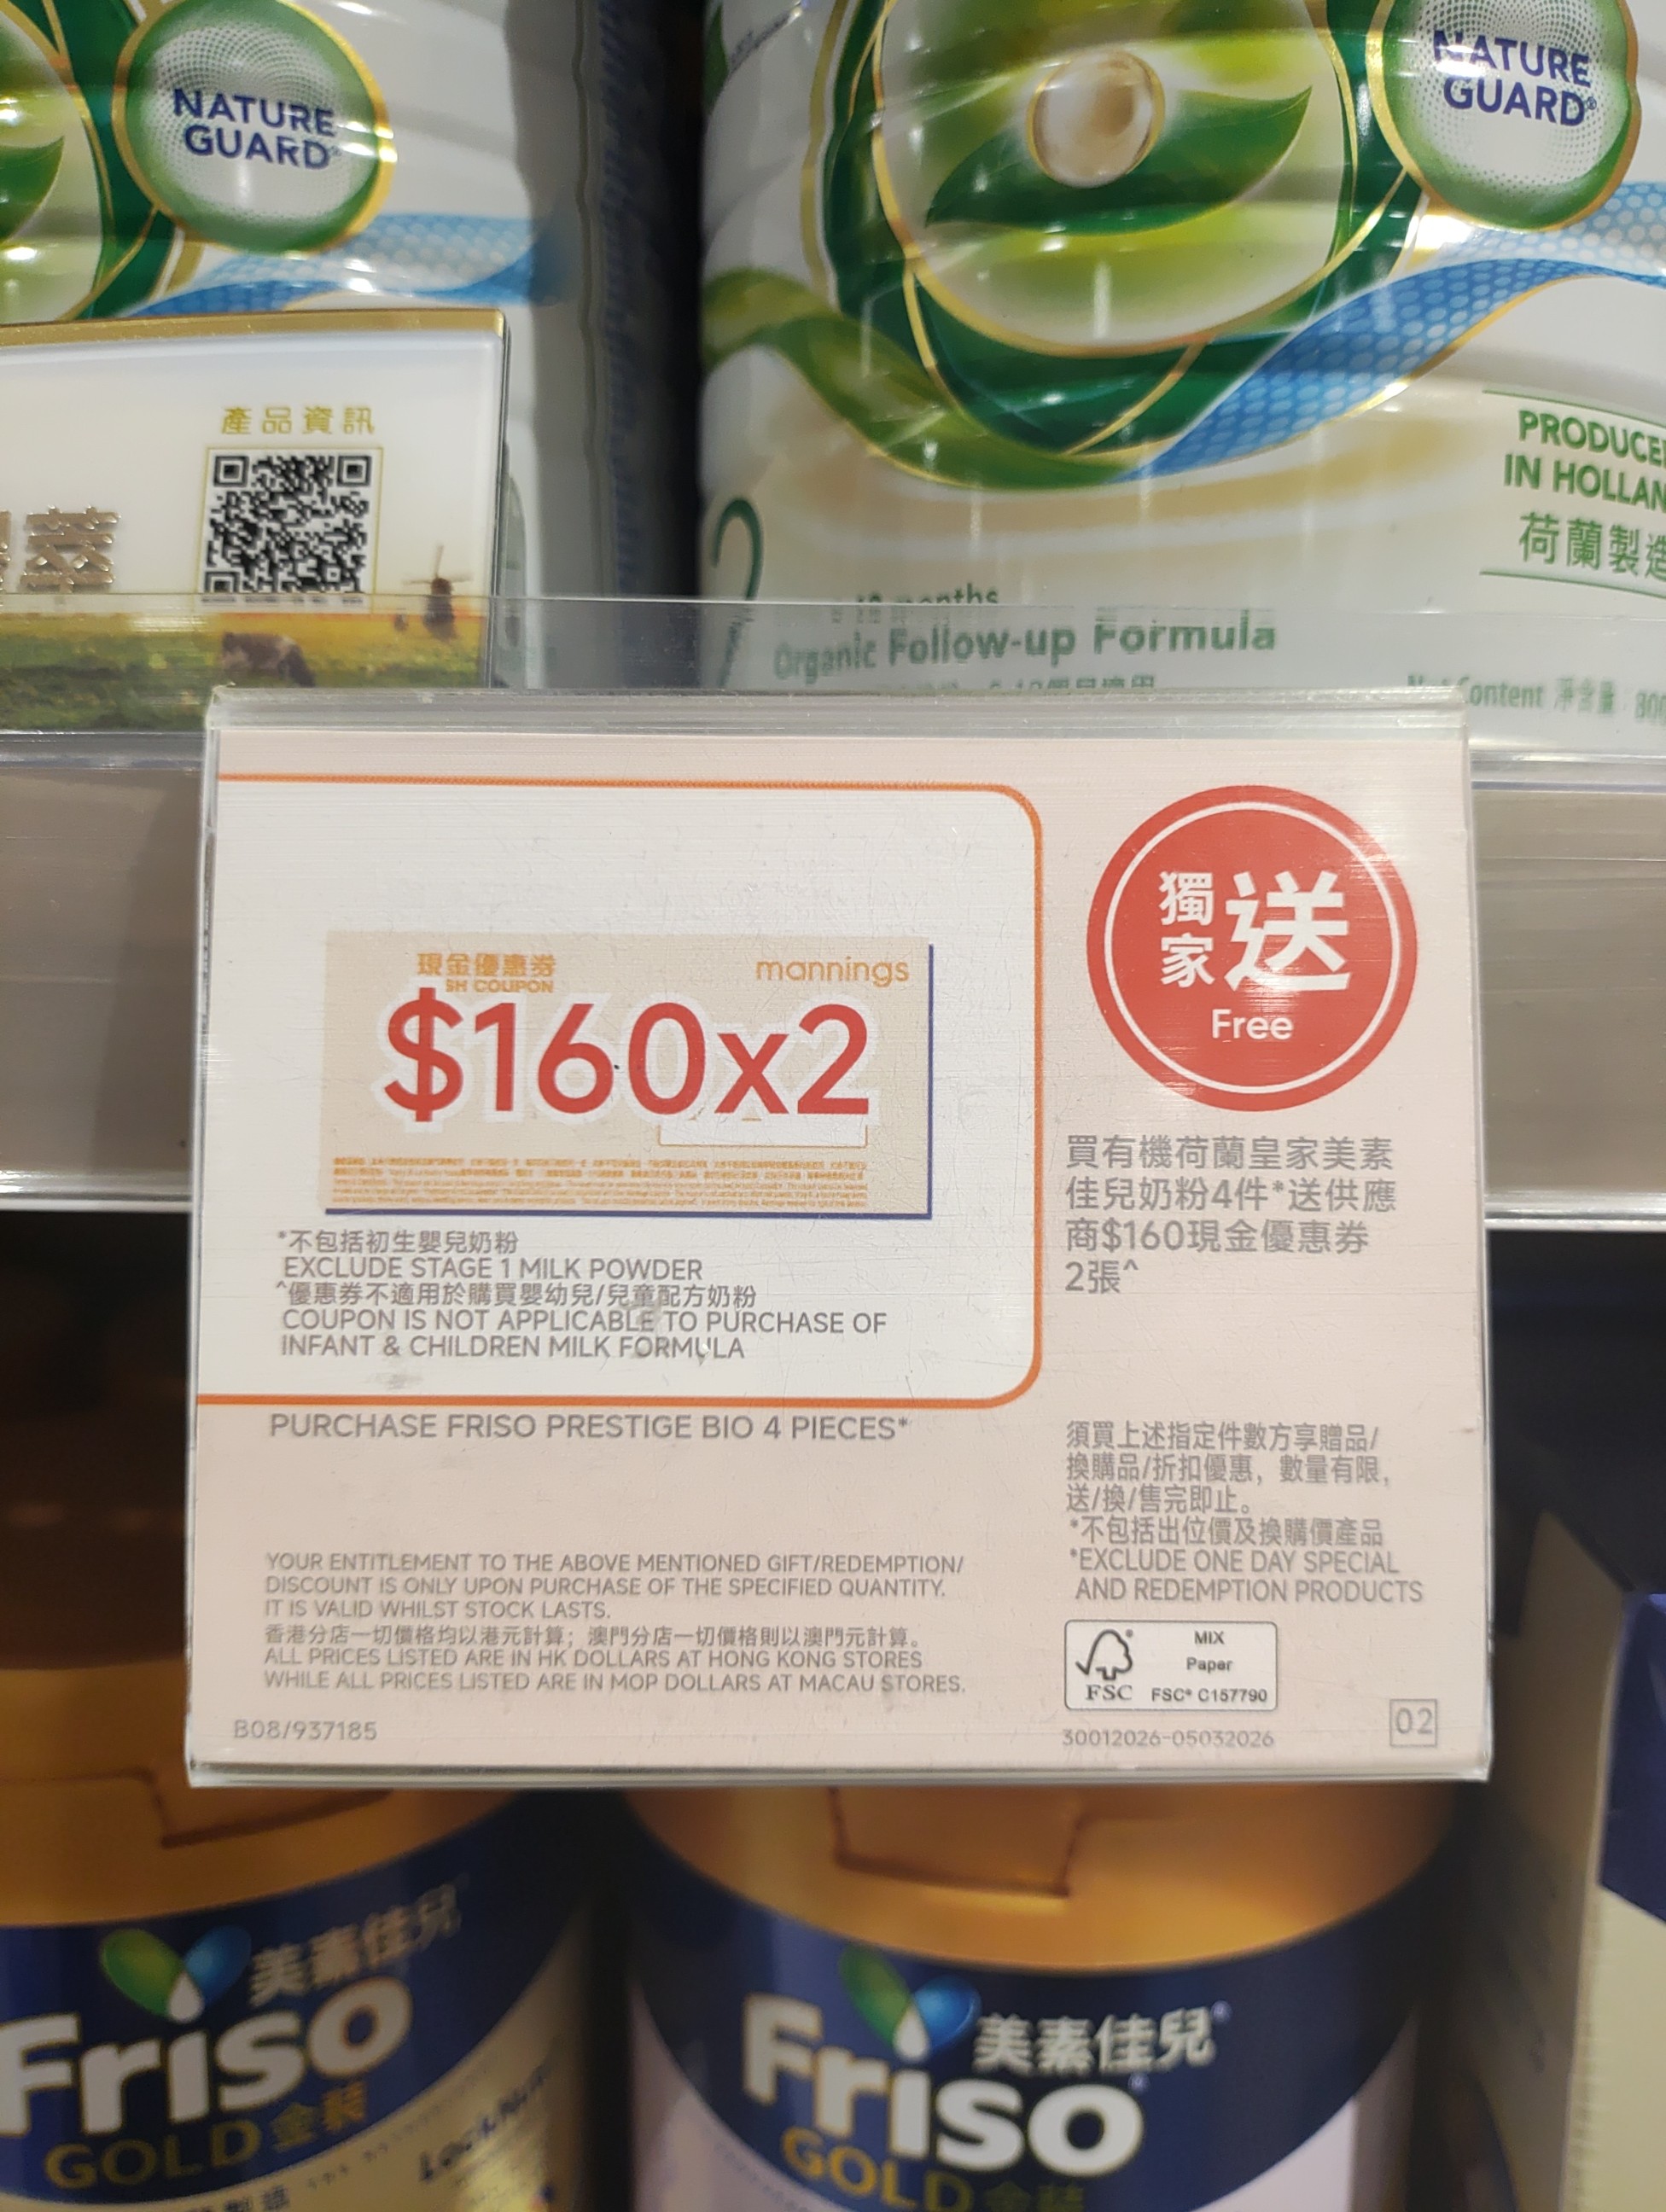 NATURE
GUARD
NATURE
GUARD®
產品資訊
萃
PRODUCE
IN HOLLAN
荷蘭製造
2
months
Organic Follow-up Formula
Net Content 淨含量
獨家送
Free
現金優惠券
SH COUPON
mannings
$160x2
*不包括初生嬰兒奶粉
EXCLUDE STAGE 1 MILK POWDER
^優惠券不適用於購買嬰幼兒/兒童配方奶粉
COUPON IS NOT APPLICABLE TO PURCHASE OF
INFANT & CHILDREN MILK FORMULA
買有機荷蘭皇家美素
佳兒奶粉4件*送供應
商$160現金優惠券
2張^
PURCHASE FRISO PRESTIGE BIO 4 PIECES*
須買上述指定件數方享贈品/
換購品/折扣優惠，數量有限，
送/換/售完即止。
*不包括出位價及換購價產品
*EXCLUDE ONE DAY SPECIAL
AND REDEMPTION PRODUCTS
YOUR ENTITLEMENT TO THE ABOVE MENTIONED GIFT/REDEMPTION/
DISCOUNT IS ONLY UPON PURCHASE OF THE SPECIFIED QUANTITY.
IT IS VALID WHILST STOCK LASTS.
香港分店一切價格均以港元計算；澳門分店一切價格則以澳門元計算。
ALL PRICES LISTED ARE IN HK DOLLARS AT HONG KONG STORES
WHILE ALL PRICES LISTED ARE IN MOP DOLLARS AT MACAU STORES.
FSC
MIX
Paper
FSC® C157790
B08/937185
30012026-05032026
02
美素佳兒
Friso
GOLD 金裝
美素佳兒®
Friso
GOLD 金裝